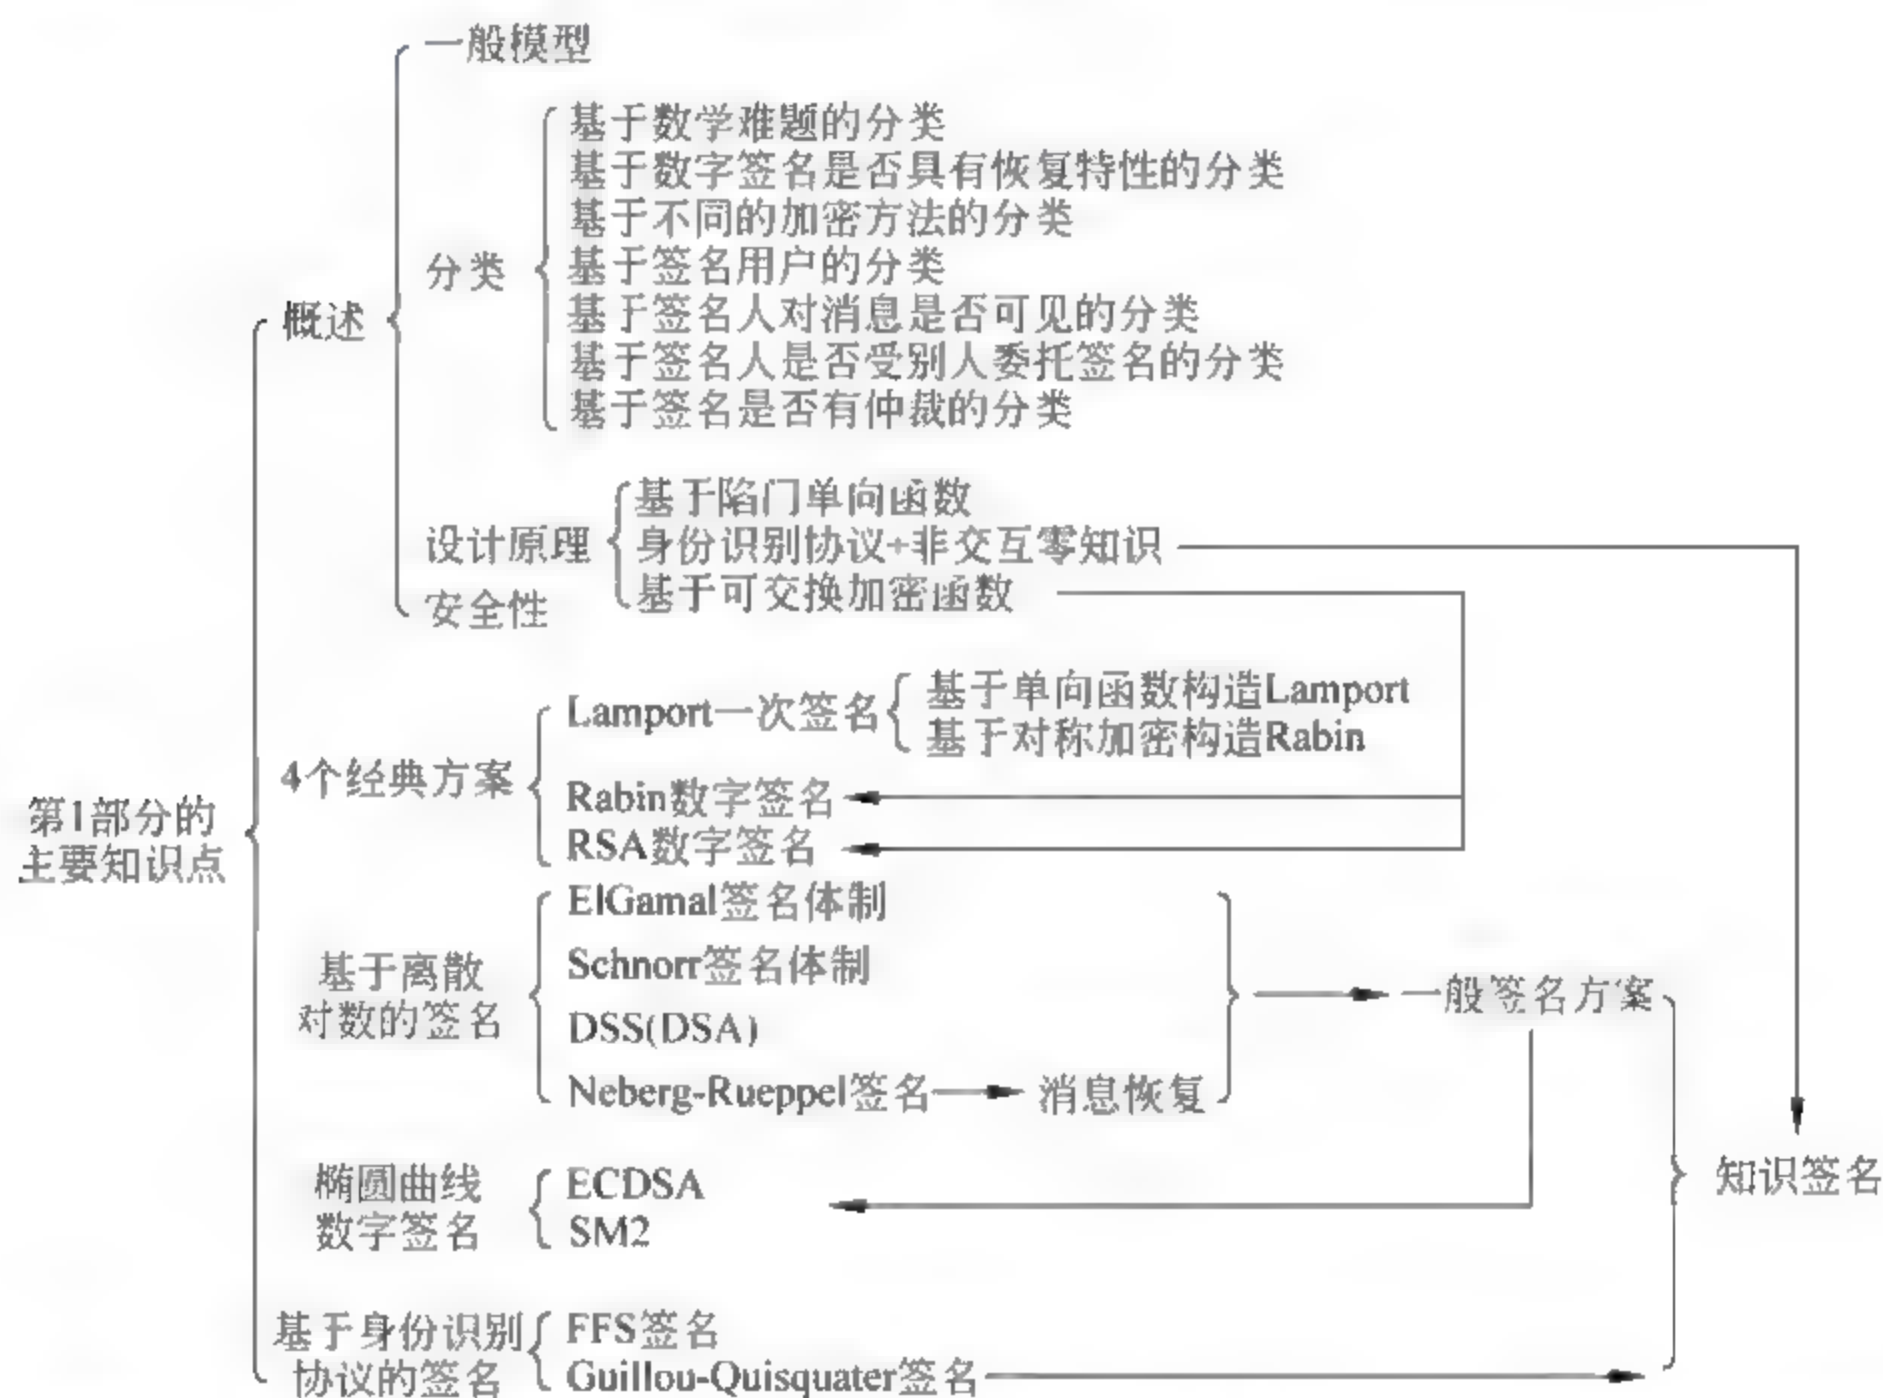 一般模型
基于数学难题的分类
基于数字签名是否具有恢复特性的分类
基于不同的加密方法的分类
分类
基于签名用户的分类
基于签名人对消息是否可见的分类
概述
基于签名人是否受别人委托签名的分类
基于签名是否有仲裁的分类
基于陷门单向函数
设计原理
身份识别协议+非交互零知识
基于可交换加密函数
安全性
Lamport一次签名
基于单向函数构造Lamport
基于对称加密构造Rabin
4个经典方案
Rabin数字签名
RSA数字签名
第1部分的
主要知识点
ElGamal签名体制
Schnorr签名体制
基于离散
对数的签名
DSS(DSA)
Neberg-Rueppel签名
消息恢复
一般签名方案
知识签名
椭圆曲线
数字签名
ECDSA
SM2
基于身份识别
协议的签名
FFS签名
Guillou-Quisquater签名